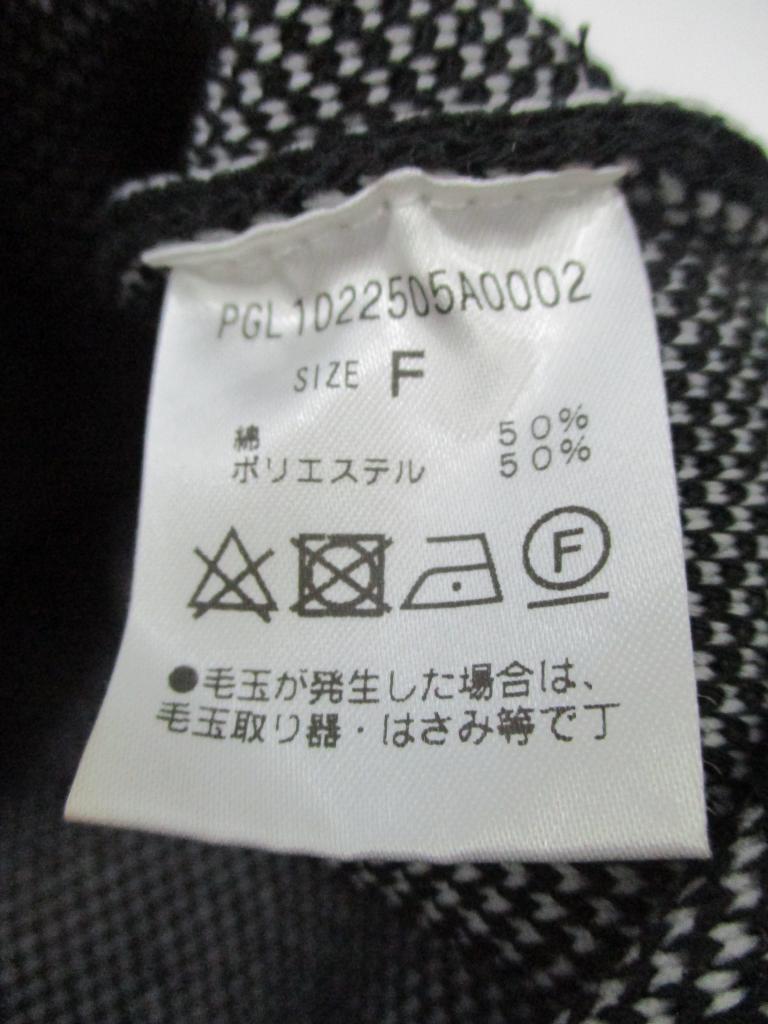 PGL1022505A0002
SIZE F
綿 50%
ポリエステル 50%
F
●毛玉が発生した場合は、
毛玉取り器・はさみ等で丁